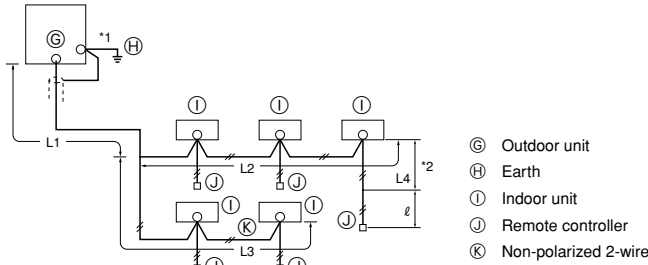 Ⓖ *1 Ⓗ
Ⓘ Ⓘ Ⓘ
L1
*2
L2 L4
Ⓙ Ⓙ
ℓ
Ⓘ Ⓘ Ⓙ
Ⓚ
L3
Ⓙ Ⓙ
Ⓖ Outdoor unit
Ⓗ Earth
Ⓘ Indoor unit
Ⓙ Remote controller
Ⓚ Non-polarized 2-wire